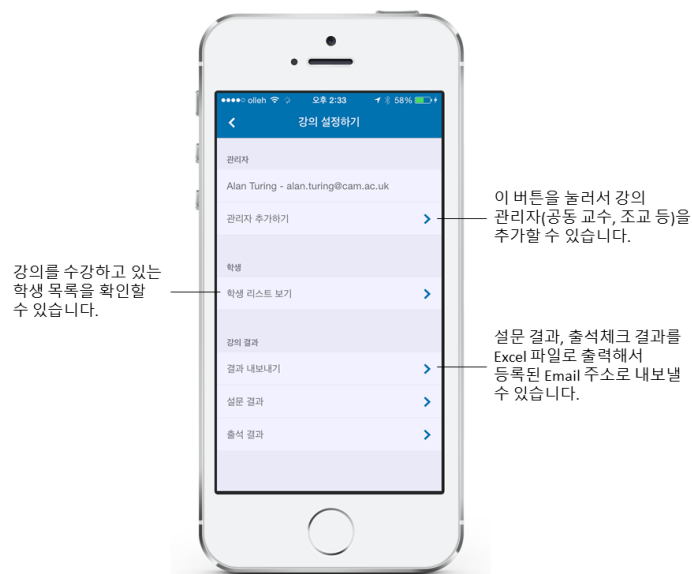 olleh 오후 2:33 58%
강의 설정하기
관리자
Alan Turing - alan.turing@cam.ac.uk
관리자 추가하기
이 버튼을 눌러서 강의
관리자(공동 교수, 조교 등)을
추가할 수 있습니다.
학생
학생 리스트 보기
강의를 수강하고 있는
학생 목록을 확인할
수 있습니다.
강의 결과
결과 내보내기
설문 결과
출석 결과
설문 결과, 출석체크 결과를
Excel 파일로 출력해서
등록된 Email 주소로 내보낼
수 있습니다.